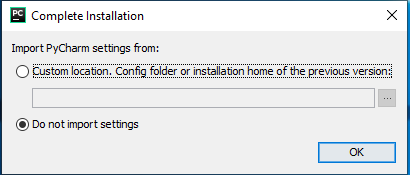 PC
Complete Installation
Import PyCharm settings from:
Custom location. Config folder or installation home of the previous version:
...
Do not import settings
OK